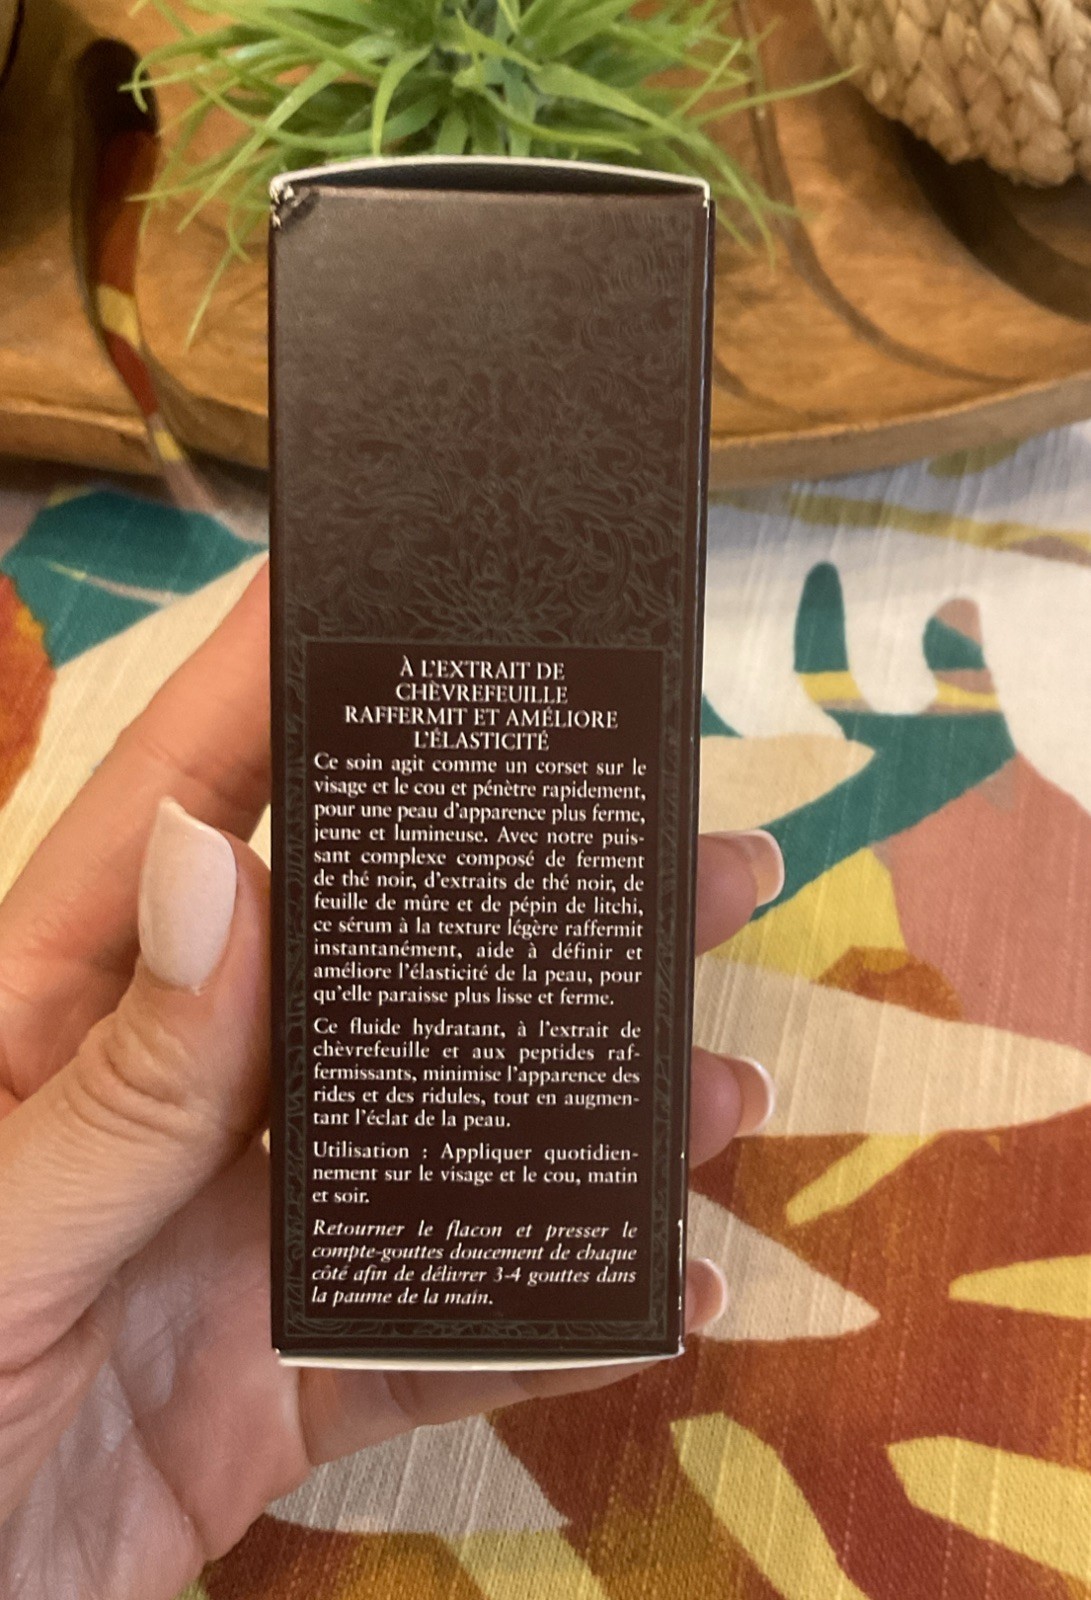 À L'EXTRAIT DE
CHÈVREFEUILLE
RAFFERMIT ET AMÉLIORE
L'ÉLASTICITÉ
Ce soin agit comme un corset sur le
visage et le cou et pénètre rapidement,
pour une peau d'apparence plus ferme,
jeune et lumineuse. Avec notre puis-
sant complexe composé de ferment
de thé noir, d'extraits de thé noir, de
feuille de mûre et de pépin de litchi,
ce sérum à la texture légère raffermit
instantanément, aide à définir et
améliore l'élasticité de la peau, pour
qu'elle paraisse plus lisse et ferme.
Ce fluide hydratant, à l'extrait de
chèvrefeuille et aux peptides raf-
fermissants, minimise l'apparence des
rides et des ridules, tout en augmen-
tant l'éclat de la peau.
Utilisation : Appliquer quotidien-
nement sur le visage et le cou, matin
et soir.
Retourner le flacon et presser le
compte-gouttes doucement de chaque
côté afin de délivrer 3-4 gouttes dans
la paume de la main.